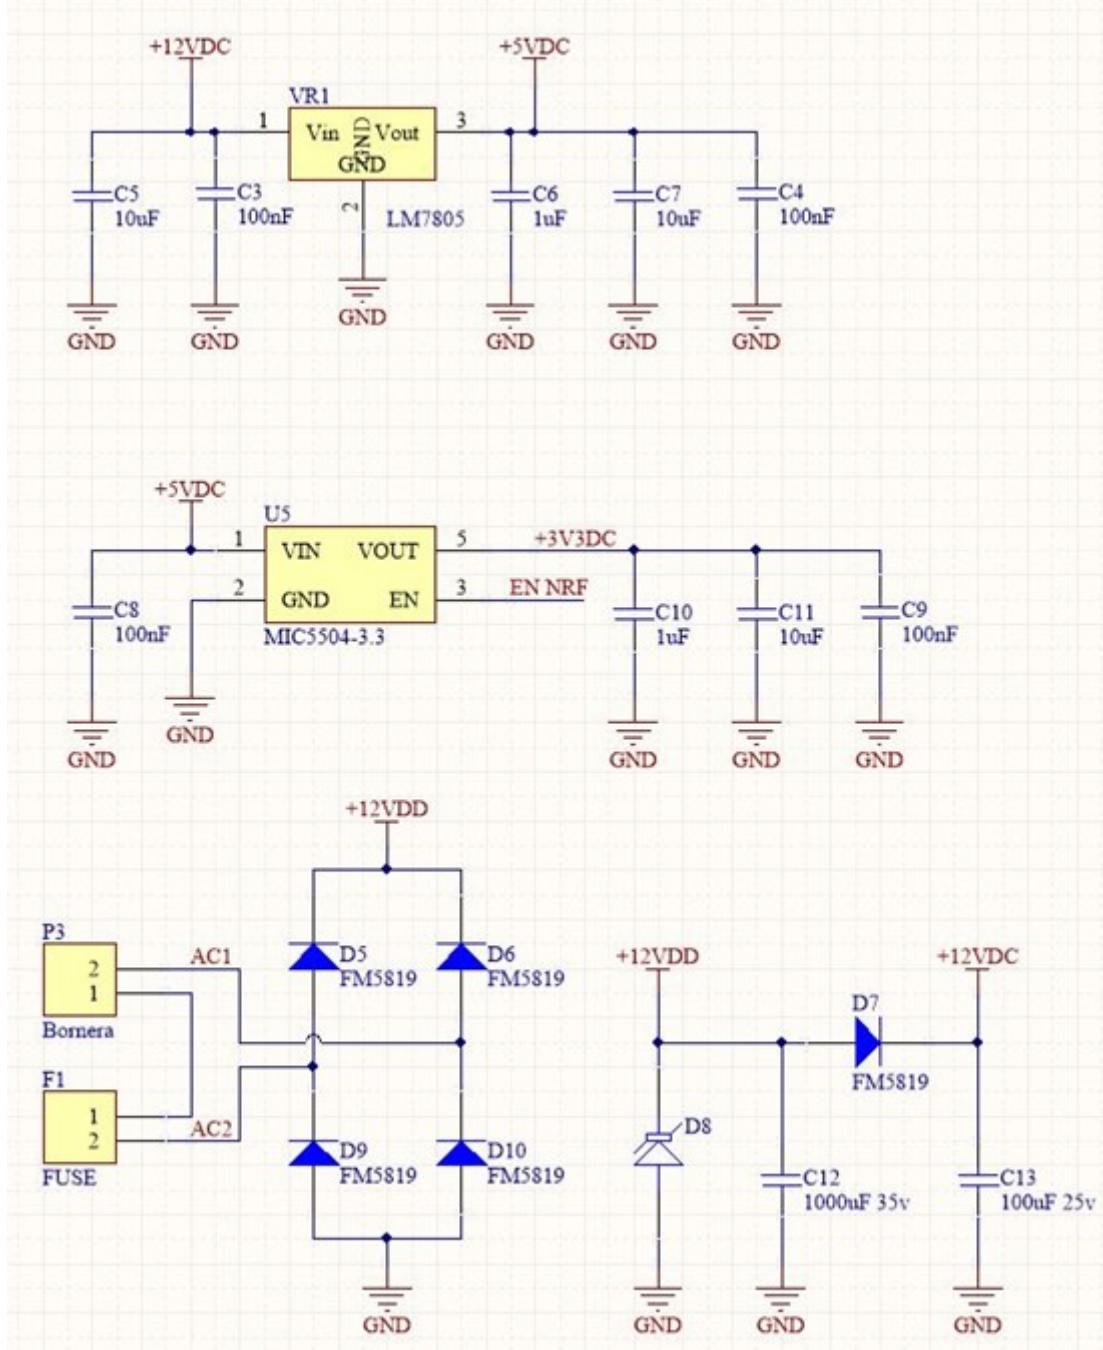 +12VDC
+5VDC
VR1
1
Vin
GND
Vout
3
GND
2
LM7805
C5
10uF
C3
100nF
C6
1uF
C7
10uF
C4
100nF
GND
GND
GND
GND
GND
GND
+5VDC
U5
1
VIN
VOUT
5
+3V3DC
2
GND
EN
3
EN NRF
MIC5504-3.3
C8
100nF
C10
1uF
C11
10uF
C9
100nF
GND
GND
GND
GND
GND
+12VDD
P3
2
1
Bornera
AC1
D5
FM5819
D6
FM5819
F1
1
2
FUSE
AC2
D9
FM5819
D10
FM5819
GND
+12VDD
+12VDC
D7
FM5819
D8
C12
1000uF 35v
C13
100uF 25v
GND
GND
GND